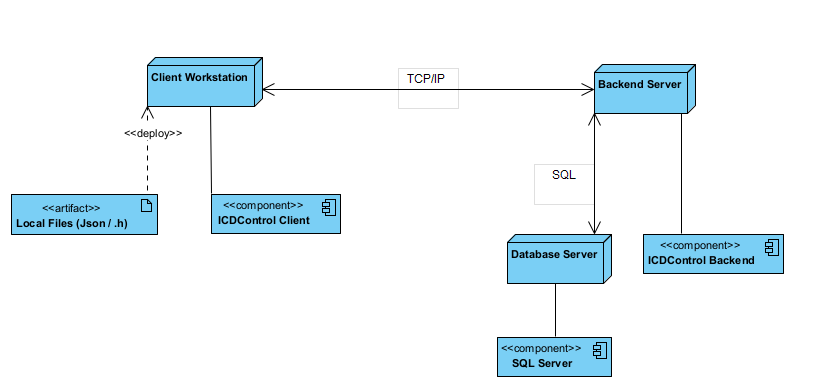 TCP/IP
Client Workstation
Backend Server
<<deploy>>
SQL
<<artifact>>
Local Files (Json / .h)
<<component>>
ICDControl Client
<<component>>
ICDControl Backend
Database Server
<<component>>
SQL Server